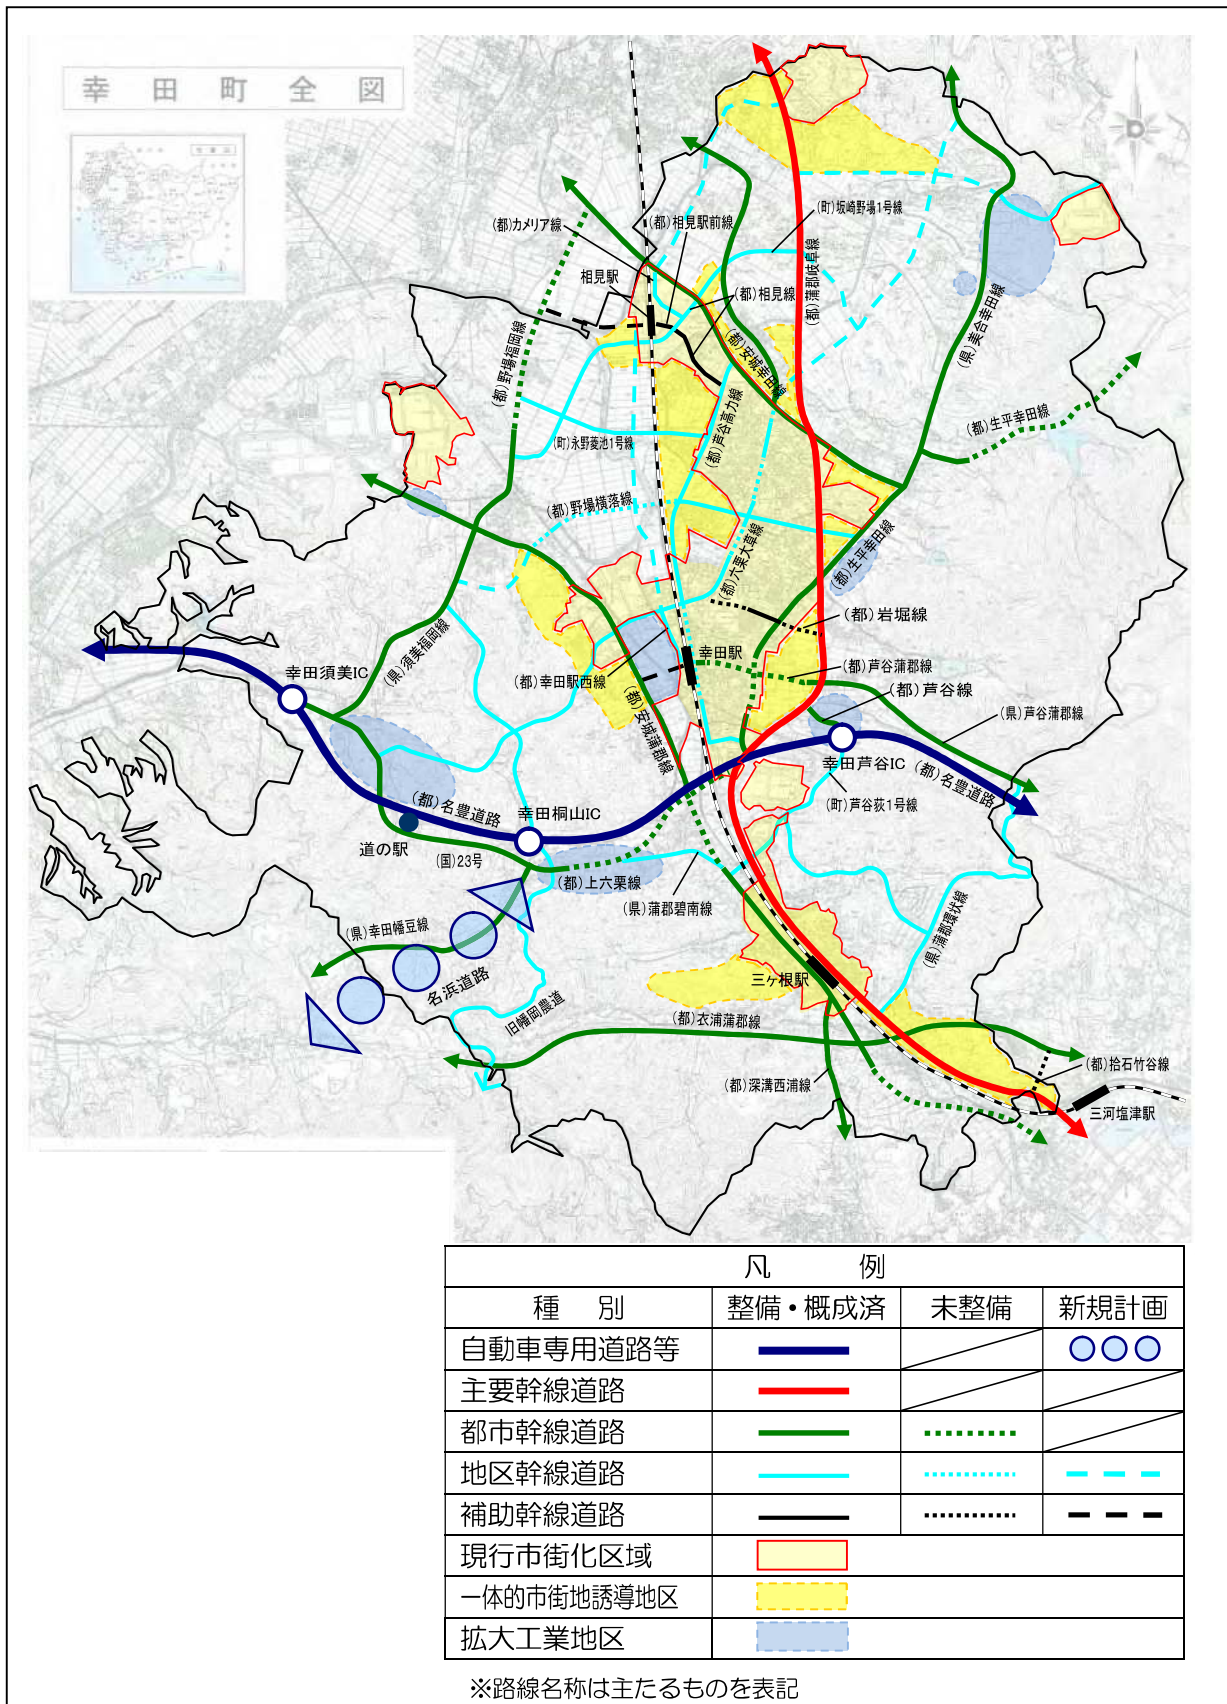 幸田町全図
(都)カメリア線
(都)相見駅前線
(町)坂崎野場1号線
相見駅
(都)相見線
(都)蒲郡岐阜線
(都)安城幸田線
(県)美合幸田線
(都)野場福岡線
(都)生平幸田線
(都)芦谷高力線
(町)永野菱池1号線
(都)野場横落線
(都)六栗大草線
(都)生平幸田線
(都)岩堀線
(県)須美福岡線
幸田駅
(都)芦谷蒲郡線
幸田須美IC
(都)幸田駅西線
(都)芦谷線
(都)安城蒲郡線
(県)芦谷蒲郡線
幸田芦谷IC
(都)名豊道路
(都)名豊道路
幸田桐山IC
(町)芦谷荻1号線
道の駅
(国)23号
(都)上六栗線
(県)蒲郡碧南線
(県)幸田幡豆線
(県)蒲郡環状線
名浜道路
三ヶ根駅
旧幡岡農道
(都)衣浦蒲郡線
(都)拾石竹谷線
(都)深溝西浦線
三河塩津駅
凡例
種別 整備・概成済 未整備 新規計画
自動車専用道路等
主要幹線道路
都市幹線道路
地区幹線道路
補助幹線道路
現行市街化区域
一体的市街地誘導地区
拡大工業地区
※路線名称は主たるものを表記